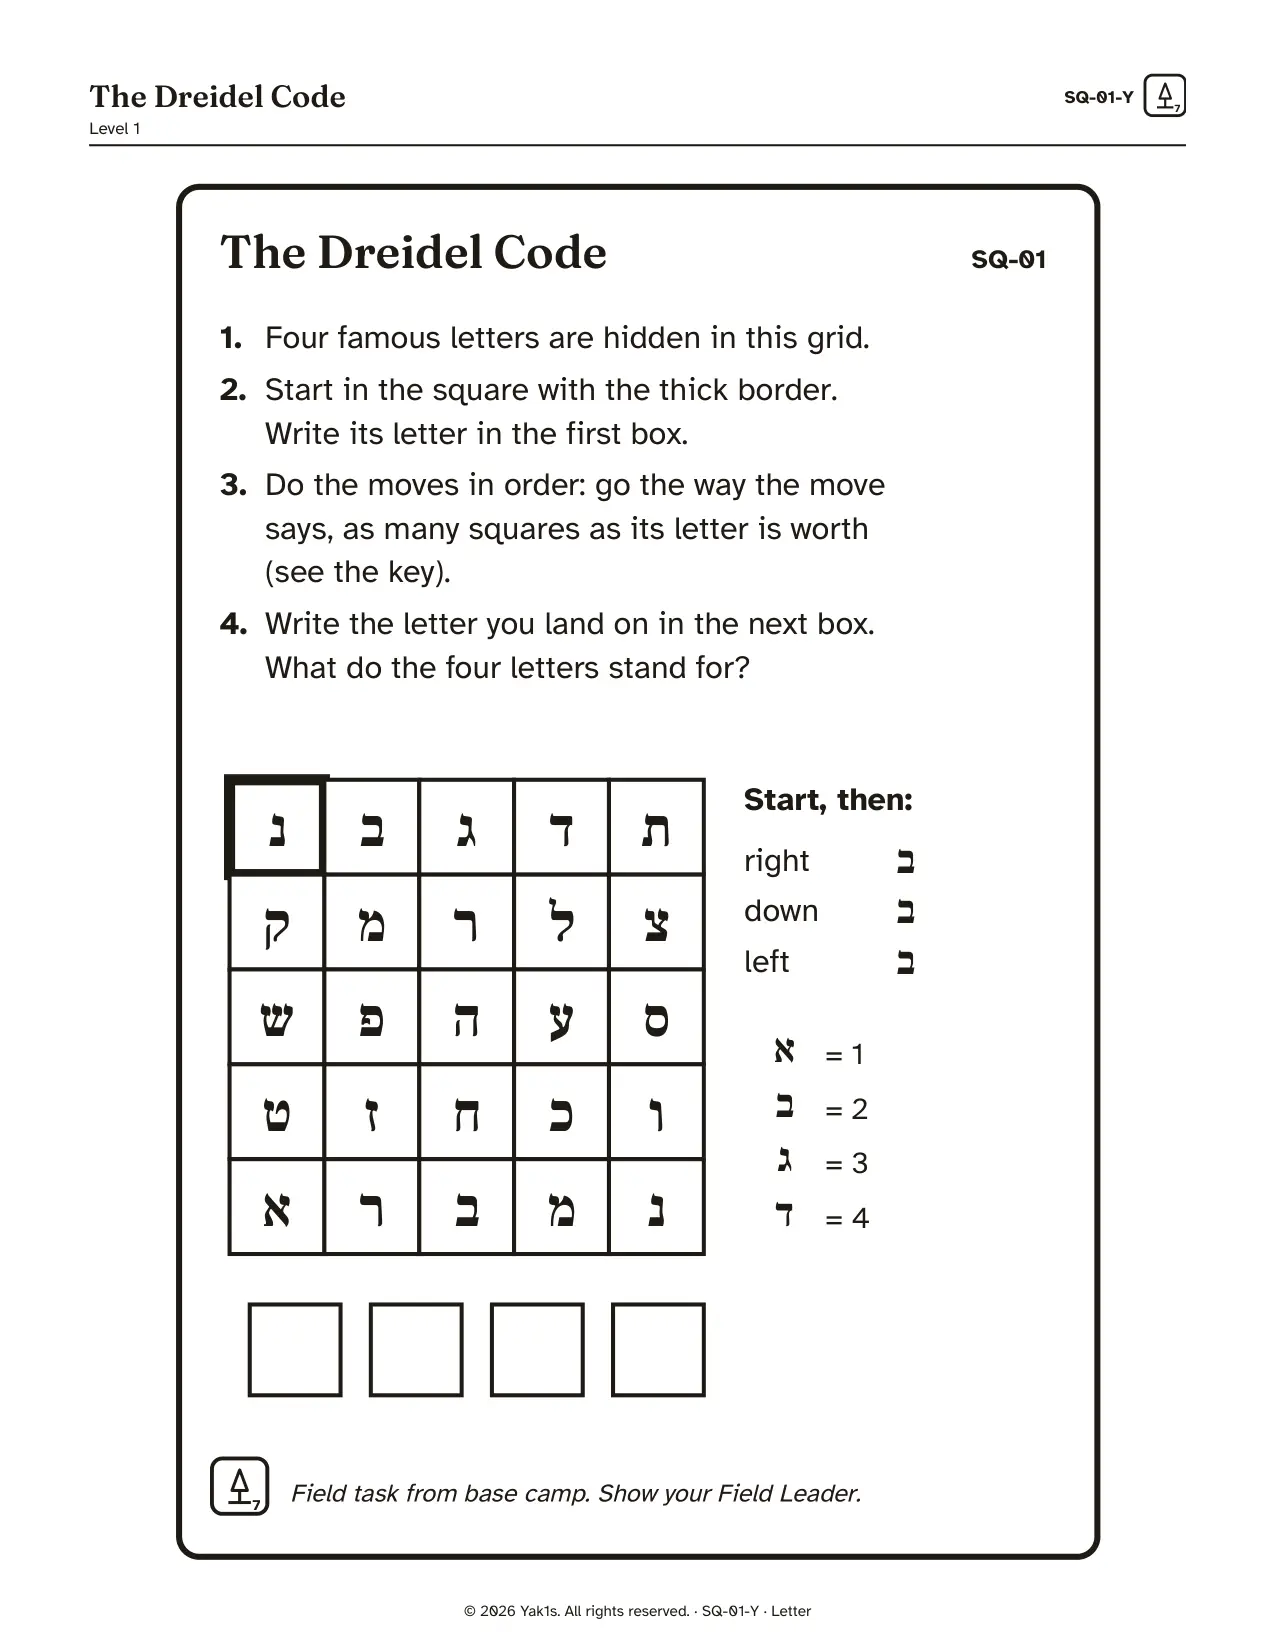 The Dreidel Code
Level 1
SQ-01-Y
7
The Dreidel Code
SQ-01
1. Four famous letters are hidden in this grid.
2. Start in the square with the thick border.
Write its letter in the first box.
3. Do the moves in order: go the way the move
says, as many squares as its letter is worth
(see the key).
4. Write the letter you land on in the next box.
What do the four letters stand for?
נ ב ג ד ת
ק מ ר ל צ
ש פ ה ע ס
ט ז ח כ ו
א ר ב מ נ
Start, then:
right ב
down ב
left ב
א = 1
ב = 2
ג = 3
ד = 4
7
Field task from base camp. Show your Field Leader.
© 2026 Yak1s. All rights reserved. · SQ-01-Y · Letter